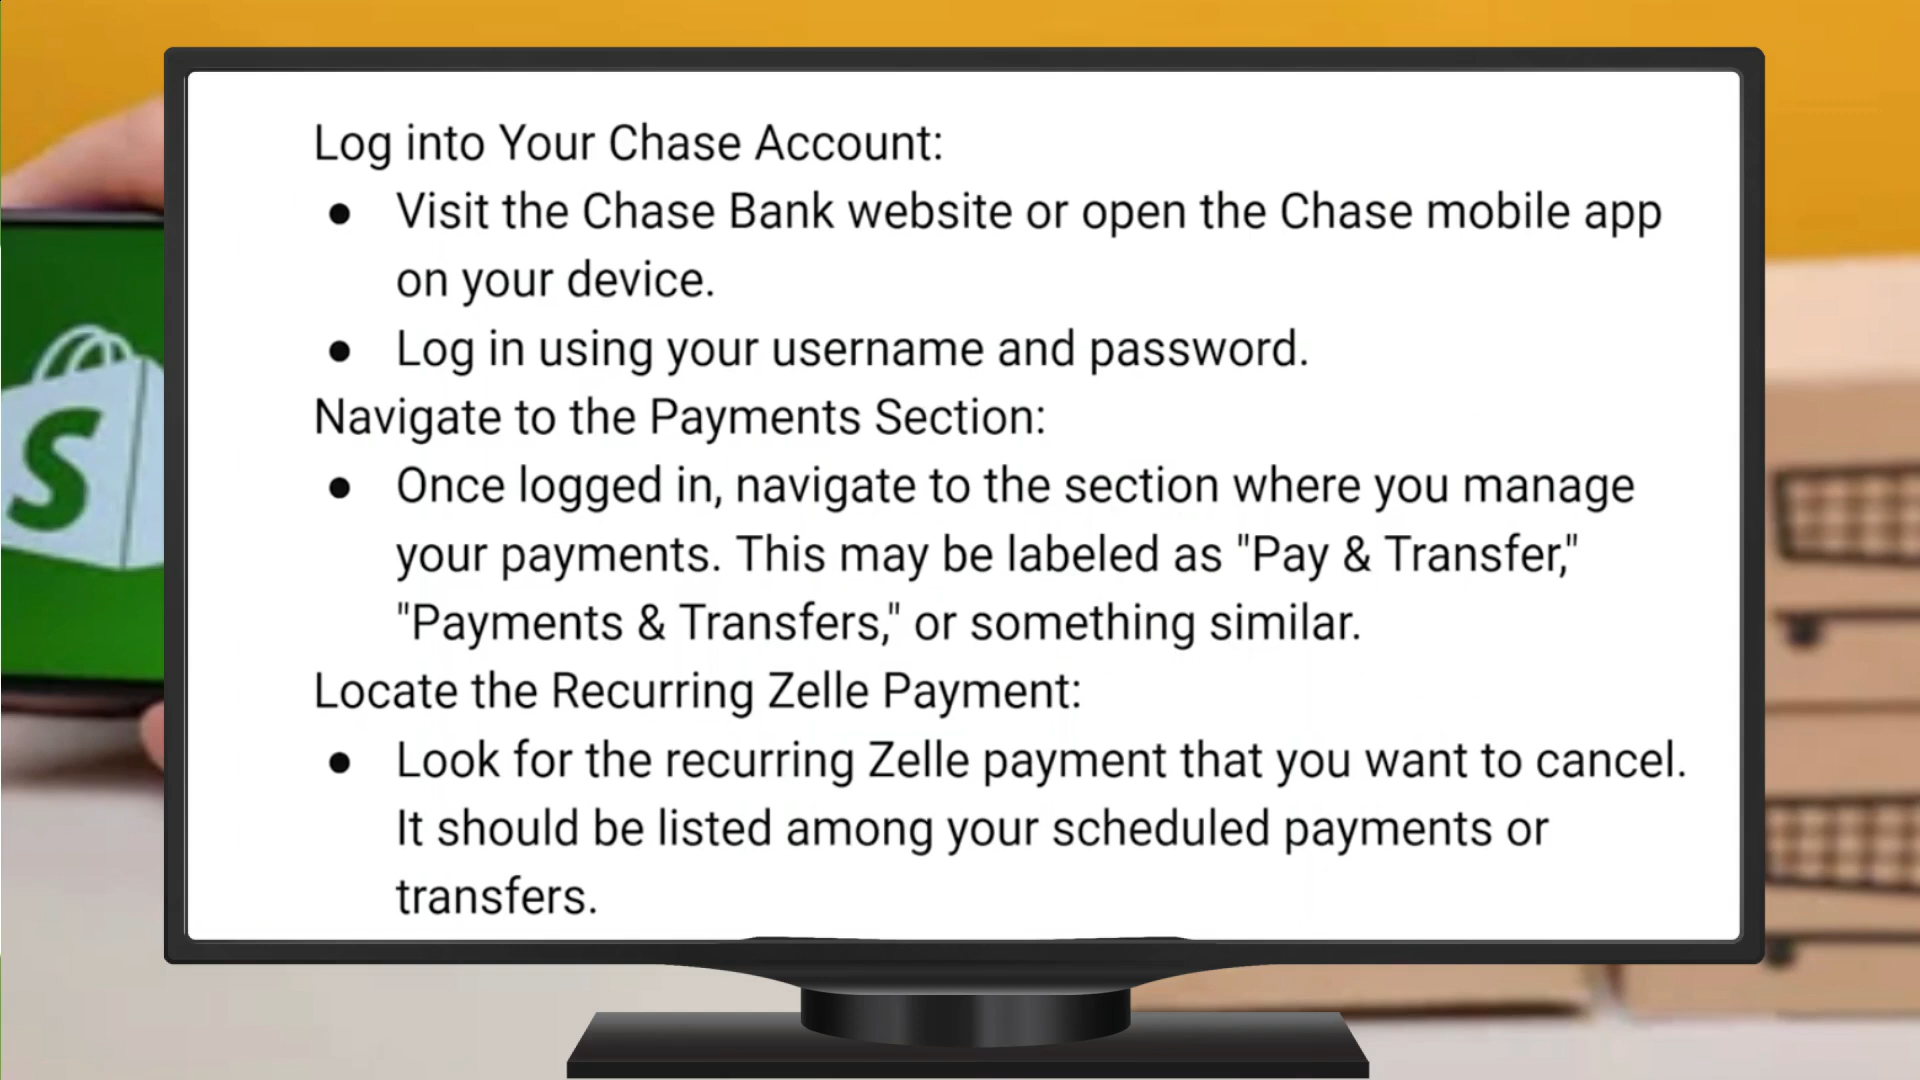 Log into Your Chase Account:
● Visit the Chase Bank website or open the Chase mobile app
on your device.
● Log in using your username and password.
Navigate to the Payments Section:
● Once logged in, navigate to the section where you manage
your payments. This may be labeled as "Pay & Transfer,"
"Payments & Transfers," or something similar.
Locate the Recurring Zelle Payment:
● Look for the recurring Zelle payment that you want to cancel.
It should be listed among your scheduled payments or
transfers.
S